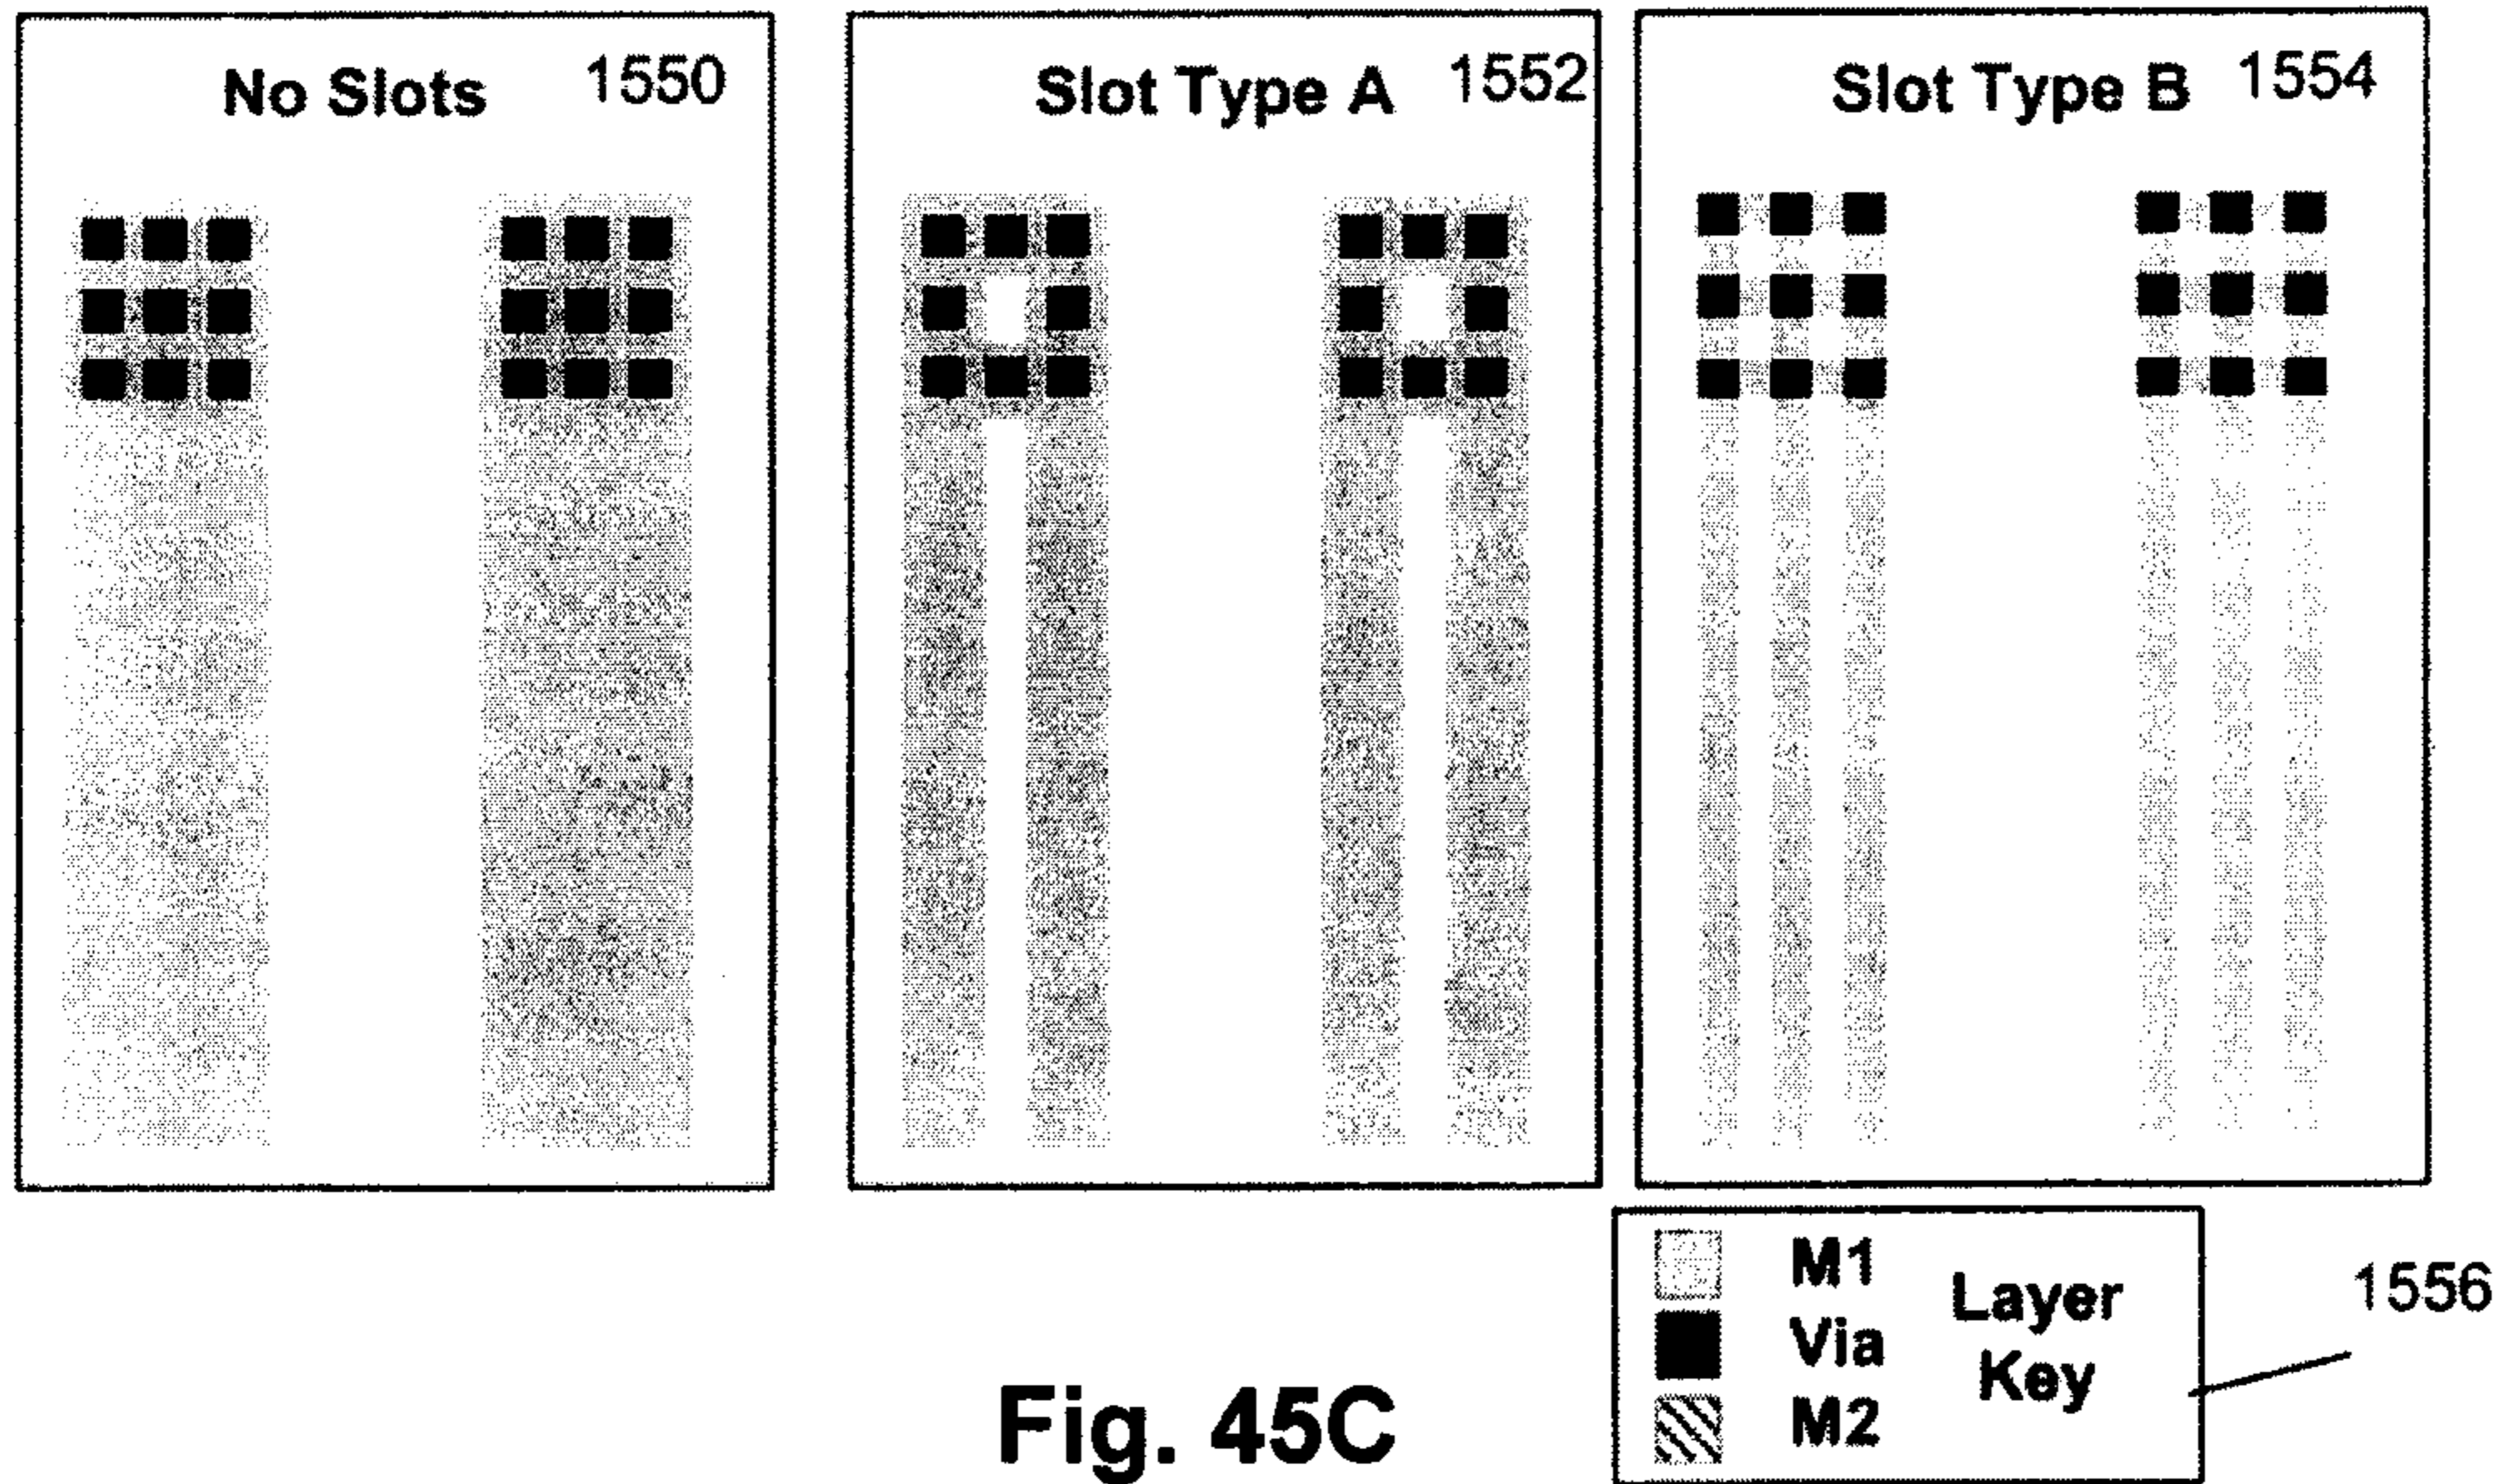 No Slots 1550
Slot Type A 1552
Slot Type B 1554
M1
Via
M2
Layer
Key
1556
Fig. 45C